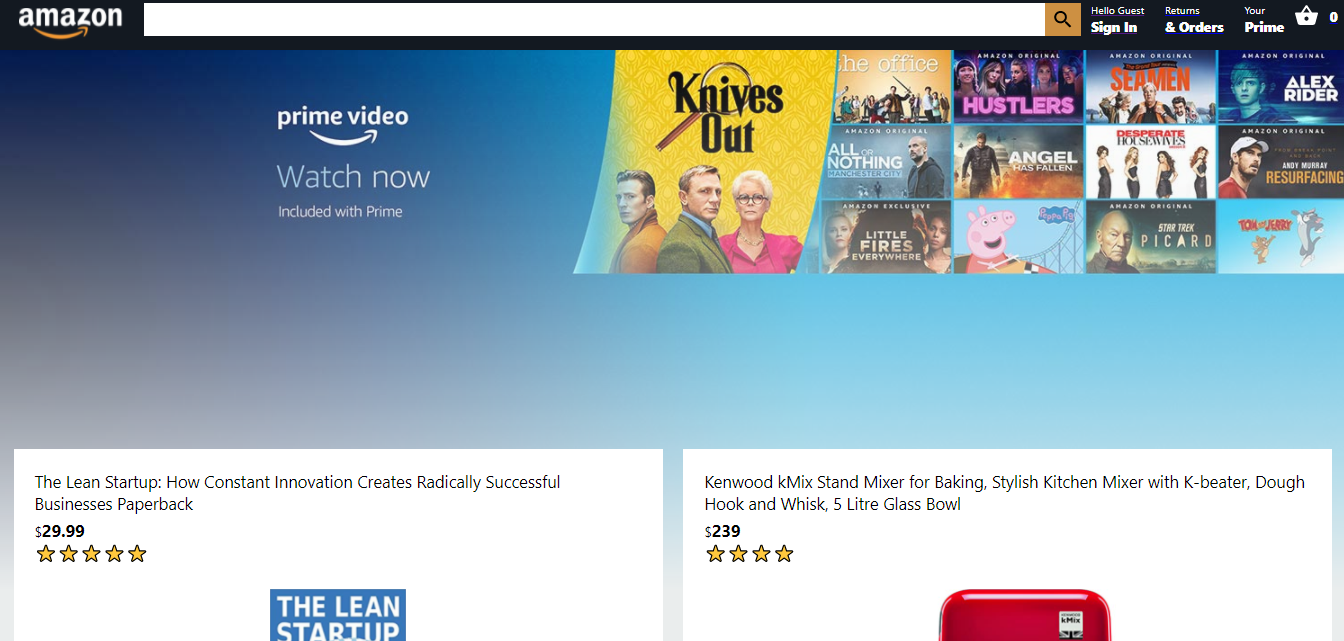 amazon
Hello Guest
Sign In
Returns
& Orders
Your
Prime
0
prime video
Watch now
Included with Prime
Knives
Out
the office
AMAZON ORIGINAL
HUSTLERS
AMAZON ORIGINAL
The Grand Tour
SEAMEN
AMAZON ORIGINAL
ALEX
RIDER
AMAZON ORIGINAL
ALL OR
NOTHING
MANCHESTER CITY
ANGEL
HAS FALLEN
DESPERATE
HOUSEWIVES
AMAZON ORIGINAL
ANDY MURRAY
RESURFACING
AMAZON EXCLUSIVE
LITTLE
FIRES
EVERYWHERE
Peppa Pig
AMAZON ORIGINAL
STAR TREK
PICARD
TOM and JERRY
The Lean Startup: How Constant Innovation Creates Radically Successful
Businesses Paperback
$29.99
THE LEAN
STARTUP
Kenwood kMix Stand Mixer for Baking, Stylish Kitchen Mixer with K-beater, Dough
Hook and Whisk, 5 Litre Glass Bowl
$239
kMix